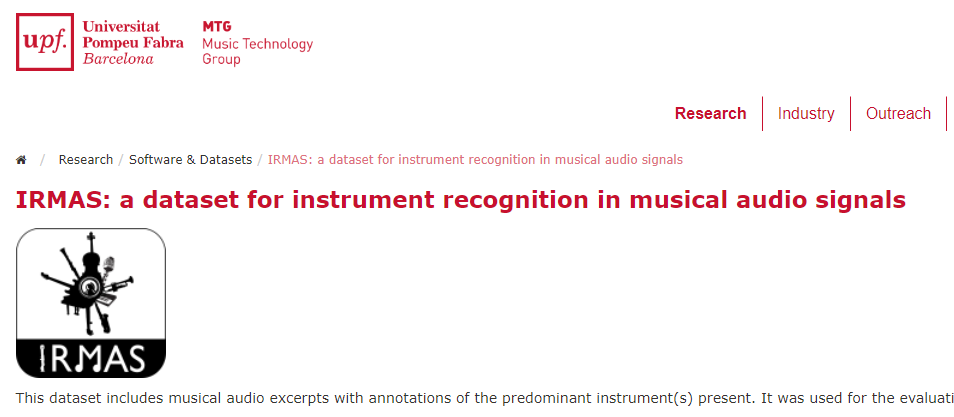 upf. Universitat Pompeu Fabra Barcelona
MTG Music Technology Group
Research
Industry
Outreach
/ Research / Software & Datasets / IRMAS: a dataset for instrument recognition in musical audio signals
IRMAS: a dataset for instrument recognition in musical audio signals
IRMAS
This dataset includes musical audio excerpts with annotations of the predominant instrument(s) present. It was used for the evaluati